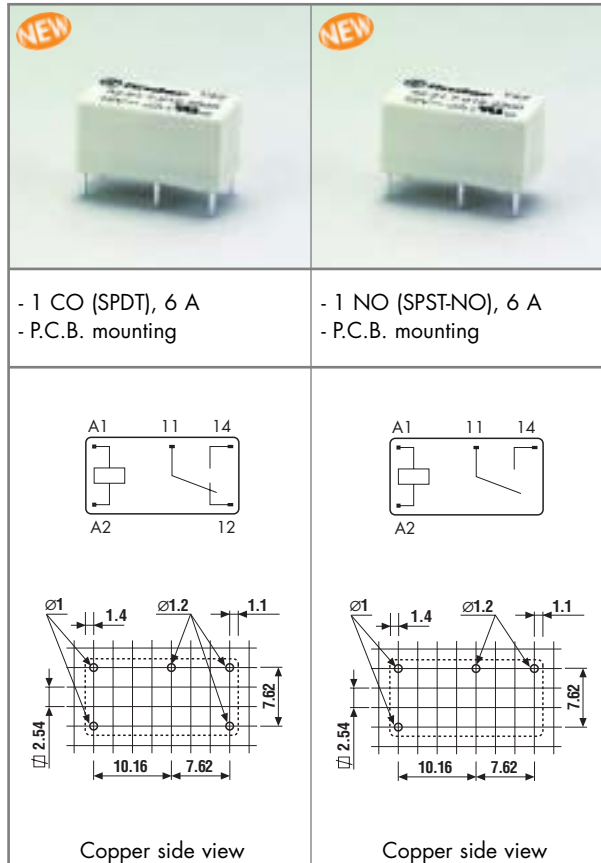 NEW
NEW
finder
finder
- 1 CO (SPDT), 6 A
- P.C.B. mounting
- 1 NO (SPST-NO), 6 A
- P.C.B. mounting
A1 11 14
A2 12
A1 11 14
A2
Ø1 1.4 Ø1.2 1.1
2.54
7.62
10.16 7.62
Copper side view
Ø1 1.4 Ø1.2 1.1
2.54
7.62
10.16 7.62
Copper side view